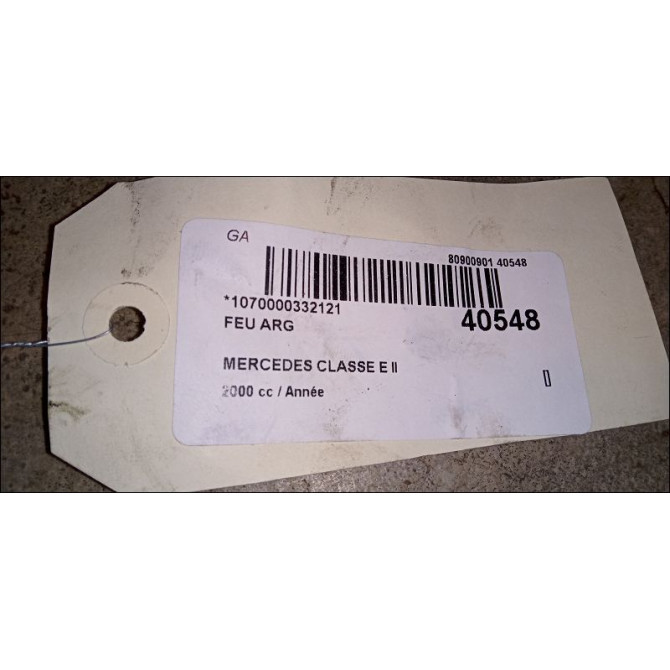 GA
80900901 40548
*1070000332121
40548
FEU ARG
MERCEDES CLASSE E II
2000 cc / Année